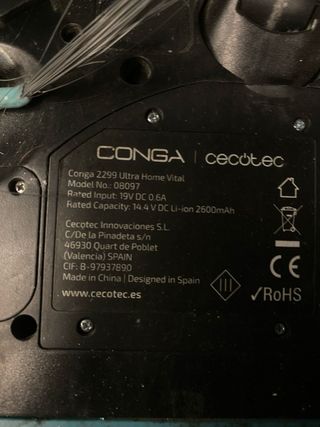 CONGA | cecotec
Conga 2299 Ultra Home Vital
Model No.: 08097
Rated Input: 19V DC 0.6A
Rated Capacity: 14.4 V DC Li-ion 2600mAh
Cecotec Innovaciones S.L.
C/De la Pinadeta s/n
46930 Quart de Poblet
(Valencia) SPAIN
CIF: B-97937890
Made in China | Designed in Spain
www.cecotec.es
III
CE
✓RoHS